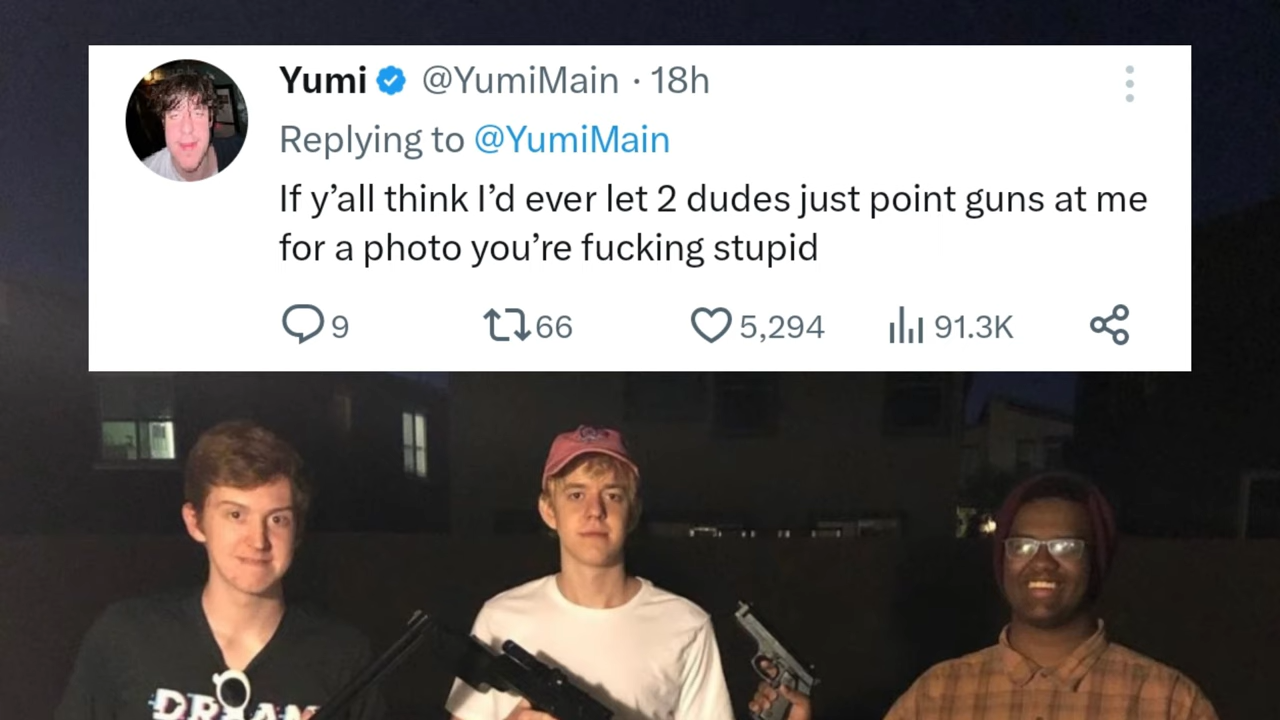 Yumi @YumiMain · 18h
Replying to @YumiMain
If y’all think I’d ever let 2 dudes just point guns at me
for a photo you’re fucking stupid
9 66 5,294 91.3K
DREAM